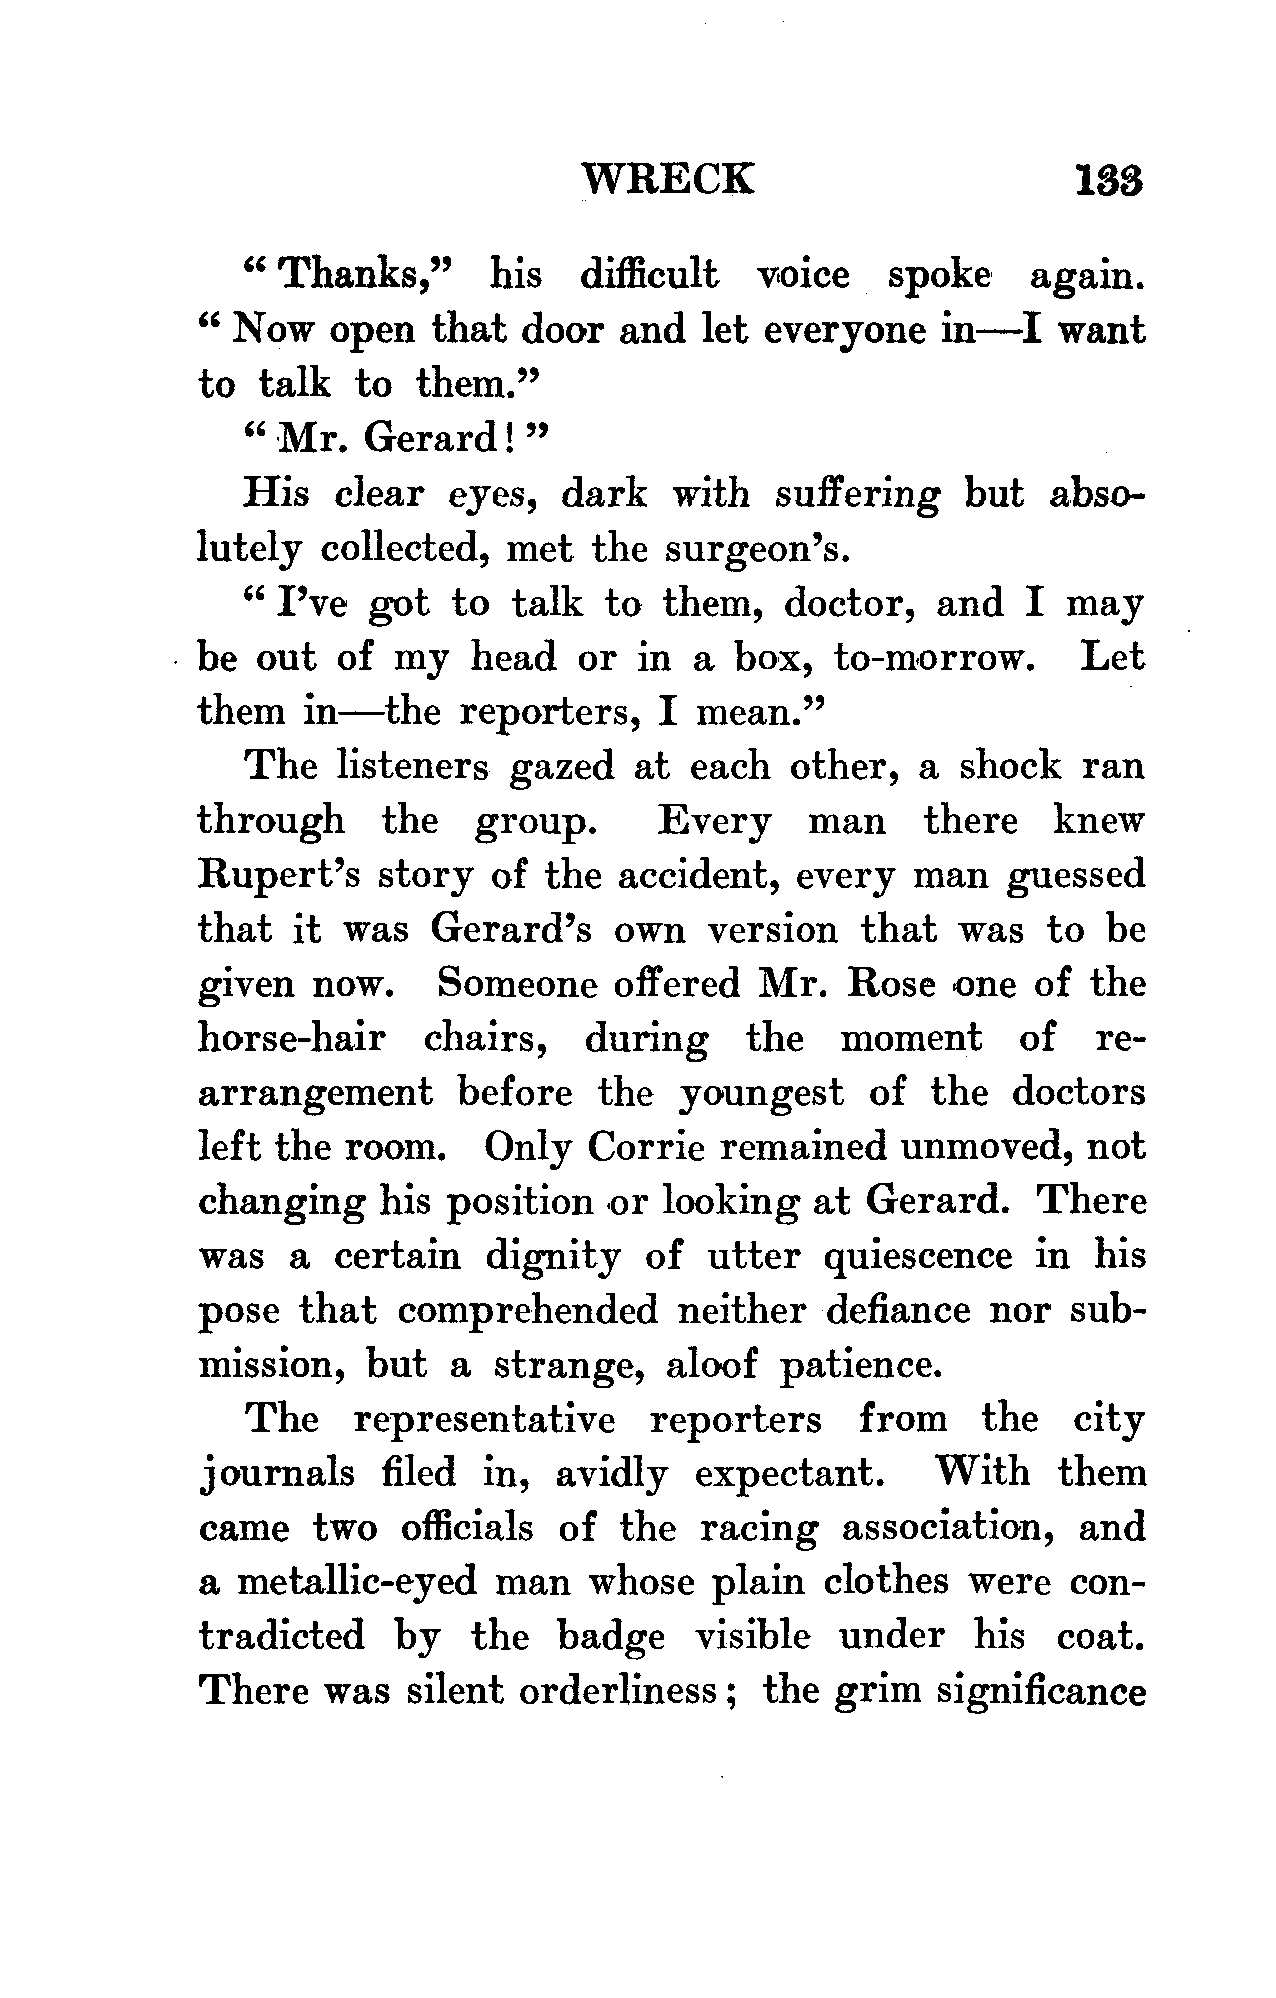 WRECK 133
“Thanks,” his difficult voice spoke again.
“Now open that door and let everyone in—I want
to talk to them.”
“Mr. Gerard!”
His clear eyes, dark with suffering but abso-
lutely collected, met the surgeon’s.
“I’ve got to talk to them, doctor, and I may
be out of my head or in a box, to-morrow. Let
them in—the reporters, I mean.”
The listeners gazed at each other, a shock ran
through the group. Every man there knew
Rupert’s story of the accident, every man guessed
that it was Gerard’s own version that was to be
given now. Someone offered Mr. Rose one of the
horse-hair chairs, during the moment of re-
arrangement before the youngest of the doctors
left the room. Only Corrie remained unmoved, not
changing his position or looking at Gerard. There
was a certain dignity of utter quiescence in his
pose that comprehended neither defiance nor sub-
mission, but a strange, aloof patience.
The representative reporters from the city
journals filed in, avidly expectant. With them
came two officials of the racing association, and
a metallic-eyed man whose plain clothes were con-
tradicted by the badge visible under his coat.
There was silent orderliness; the grim significance